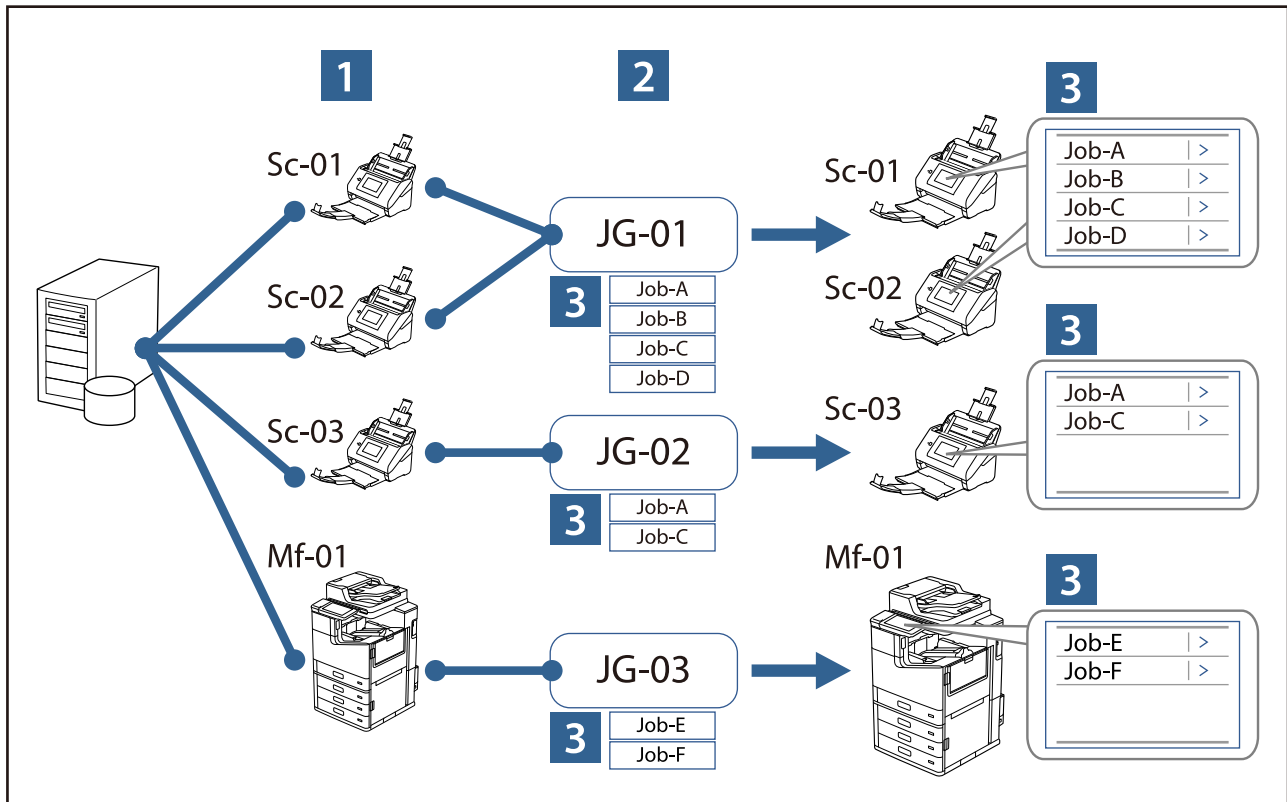 1
2
3
Sc-01
Sc-02
Sc-03
Mf-01
JG-01
3
Job-A
Job-B
Job-C
Job-D
JG-02
3
Job-A
Job-C
JG-03
3
Job-E
Job-F
Sc-01
Sc-02
Job-A | >
Job-B | >
Job-C | >
Job-D | >
3
Sc-03
Job-A | >
Job-C | >
3
Mf-01
Job-E | >
Job-F | >